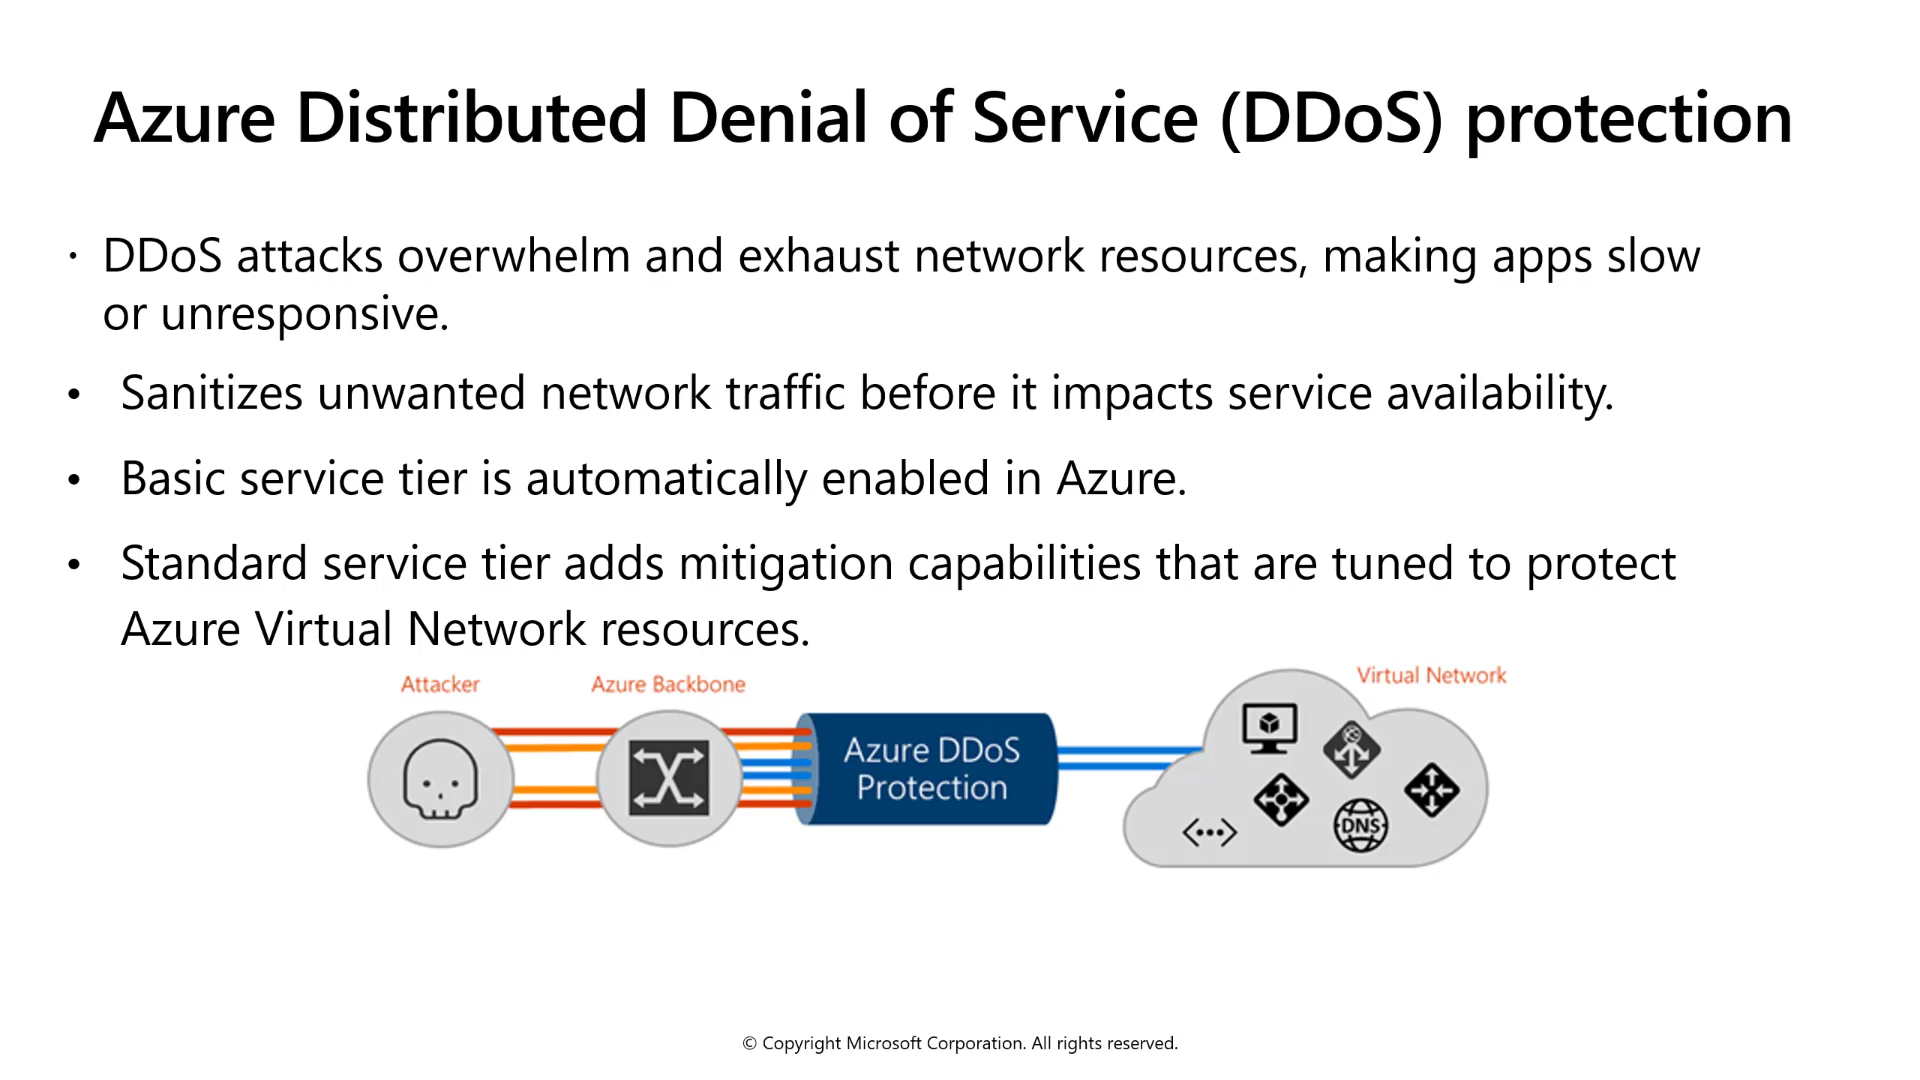 Azure Distributed Denial of Service (DDoS) protection
· DDoS attacks overwhelm and exhaust network resources, making apps slow
or unresponsive.
• Sanitizes unwanted network traffic before it impacts service availability.
• Basic service tier is automatically enabled in Azure.
• Standard service tier adds mitigation capabilities that are tuned to protect
Azure Virtual Network resources.
Attacker
Azure Backbone
Virtual Network
Azure DDoS
Protection
DNS
© Copyright Microsoft Corporation. All rights reserved.